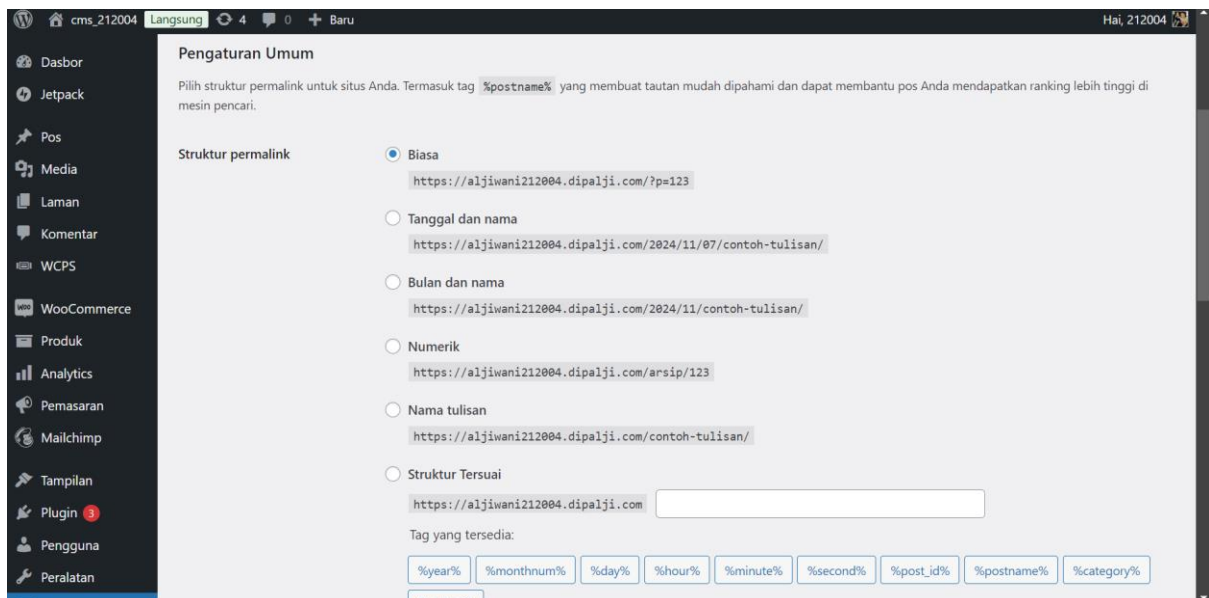 cms_212004 Langsung 4 0 + Baru Hai, 212004
Dasbor
Jetpack
Pos
Media
Laman
Komentar
WCPS
WooCommerce
Produk
Analytics
Pemasaran
Mailchimp
Tampilan
Plugin 3
Pengguna
Peralatan
Pengaturan Umum
Pilih struktur permalink untuk situs Anda. Termasuk tag %postname% yang membuat tautan mudah dipahami dan dapat membantu pos Anda mendapatkan ranking lebih tinggi di
mesin pencari.
Struktur permalink
Biasa
https://aljiwani212004.dipalji.com/?p=123
Tanggal dan nama
https://aljiwani212004.dipalji.com/2024/11/07/contoh-tulisan/
Bulan dan nama
https://aljiwani212004.dipalji.com/2024/11/contoh-tulisan/
Numerik
https://aljiwani212004.dipalji.com/arsip/123
Nama tulisan
https://aljiwani212004.dipalji.com/contoh-tulisan/
Struktur Tersuai
https://aljiwani212004.dipalji.com
Tag yang tersedia:
%year% %monthnum% %day% %hour% %minute% %second% %post_id% %postname% %category%